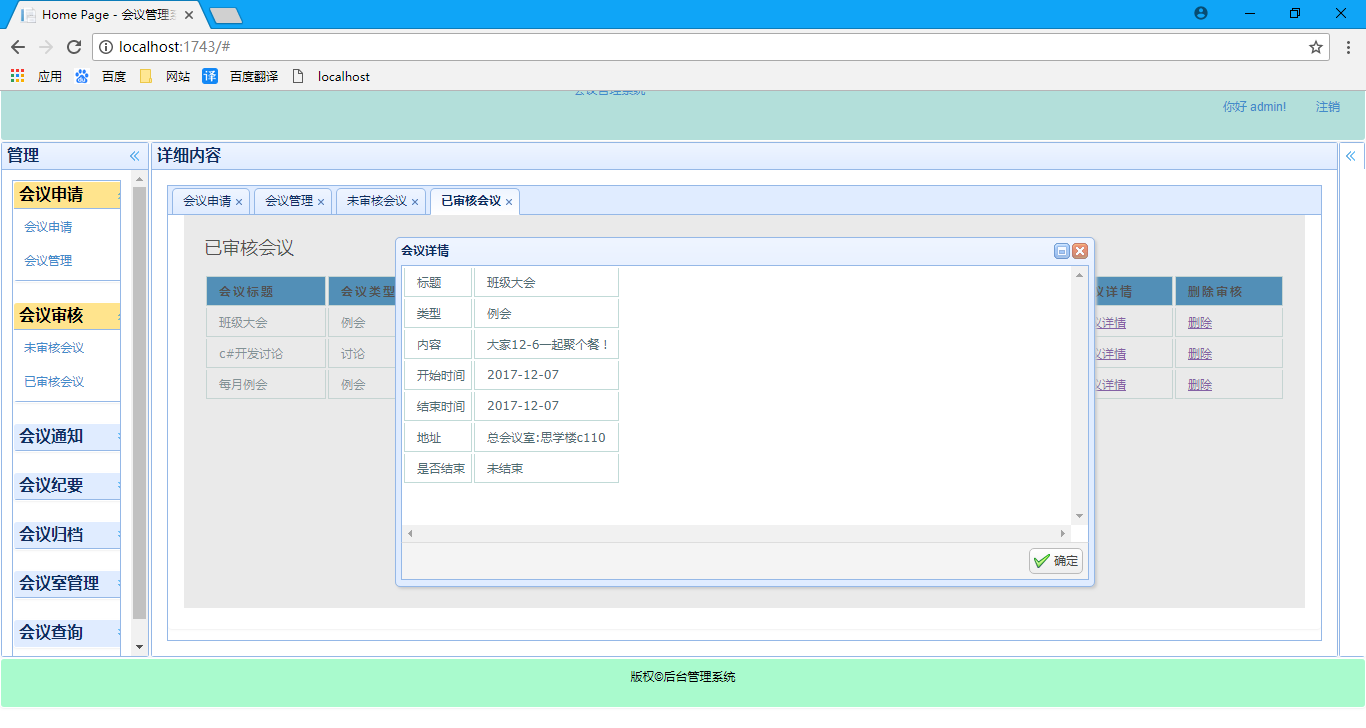 Home Page - 会议管理系
localhost:1743/#
应用 百度 网站 译 百度翻译 localhost
会议管理系统
你好 admin! 注销
管理 详细内容
会议申请
会议申请
会议管理
会议审核
未审核会议
已审核会议
会议通知
会议纪要
会议归档
会议室管理
会议查询
会议申请 会议管理 未审核会议 已审核会议
已审核会议
会议标题 会议类型 议详情 删除审核
班级大会 例会 议详情 删除
c#开发讨论 讨论 议详情 删除
每月例会 例会 议详情 删除
会议详情
标题 班级大会
类型 例会
内容 大家12-6一起聚个餐！
开始时间 2017-12-07
结束时间 2017-12-07
地址 总会议室:思学楼c110
是否结束 未结束
确定
版权©后台管理系统